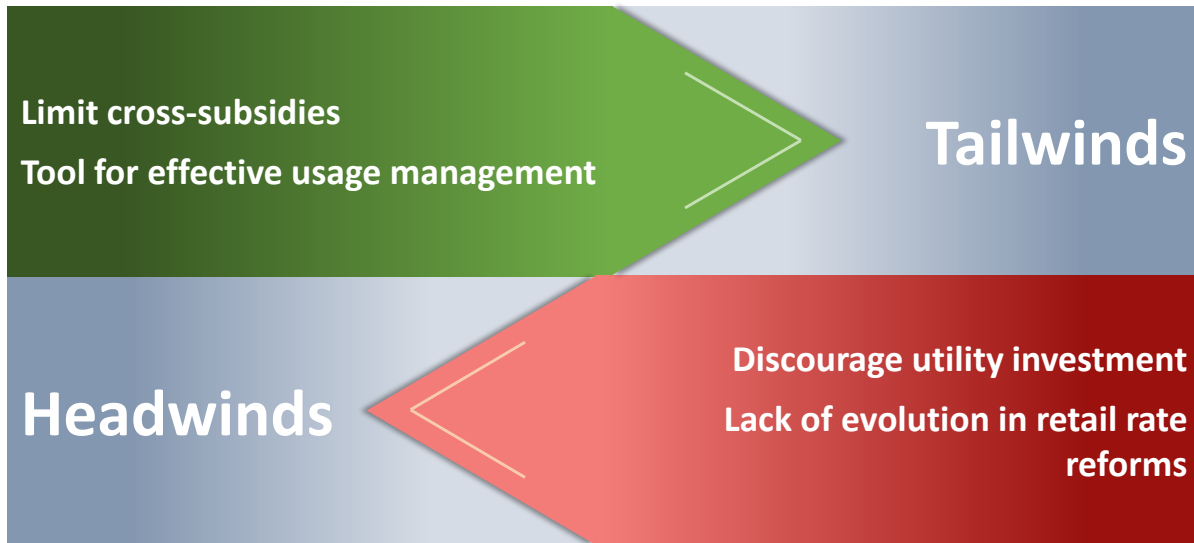 Limit cross-subsidies
Tool for effective usage management
Tailwinds
Headwinds
Discourage utility investment
Lack of evolution in retail rate
reforms